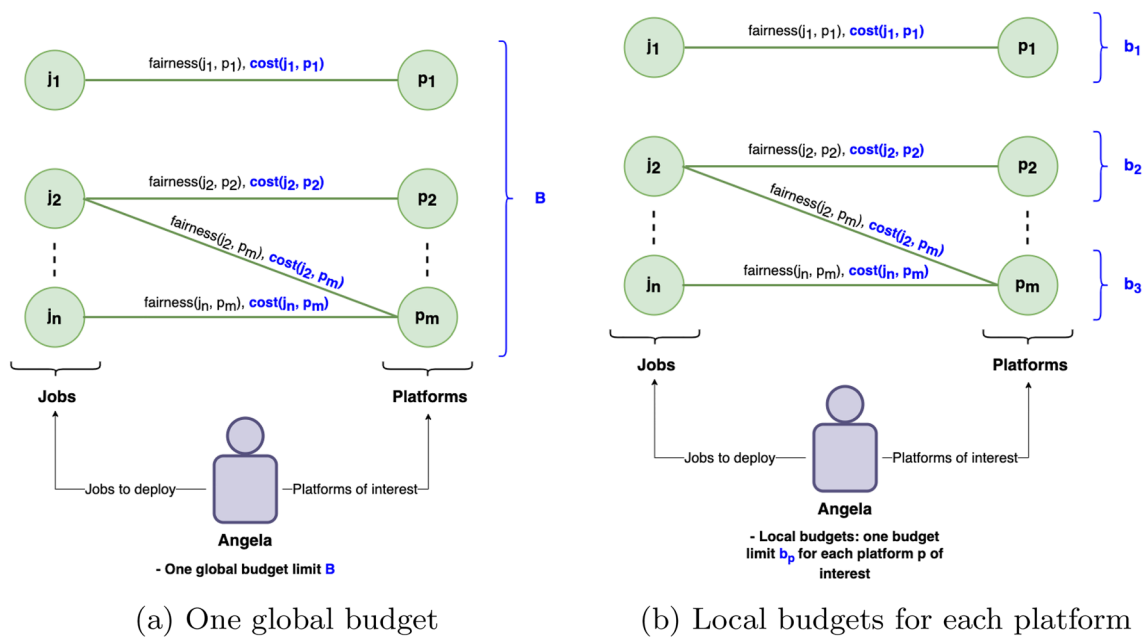 j1
fairness(j1, p1), cost(j1, p1)
p1
j2
fairness(j2, p2), cost(j2, p2)
p2
B
fairness(j2, pm), cost(j2, pm)
jn
fairness(jn, pm), cost(jn, pm)
pm
Jobs
Platforms
Jobs to deploy
Platforms of interest
Angela
- One global budget limit B
(a) One global budget
j1
fairness(j1, p1), cost(j1, p1)
p1
b1
j2
fairness(j2, p2), cost(j2, p2)
p2
b2
fairness(j2, pm), cost(j2, pm)
jn
fairness(jn, pm), cost(jn, pm)
pm
b3
Jobs
Platforms
Jobs to deploy
Platforms of interest
Angela
- Local budgets: one budget
limit bp for each platform p of
interest
(b) Local budgets for each platform